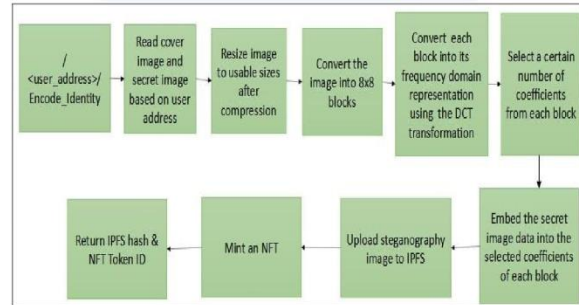 /
<user_address>/
Encode_Identity
Read cover
image and
secret image
based on user
address
Resize image
to usable sizes
after
compression
Convert the
image into 8x8
blocks
Convert each
block into its
frequency domain
representation
using the DCT
transformation
Select a certain
number of
coefficients
from each block
Embed the secret
image data into the
selected coefficients
of each block
Upload steganography
image to IPFS
Mint an NFT
Return IPFS hash &
NFT Token ID